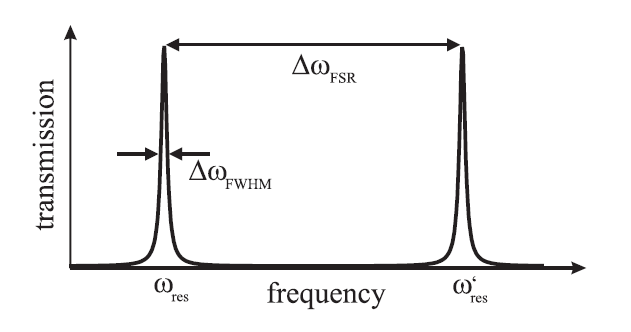 Δω_FSR
transmission
Δω_FWHM
ω_res
frequency
ω‘_res